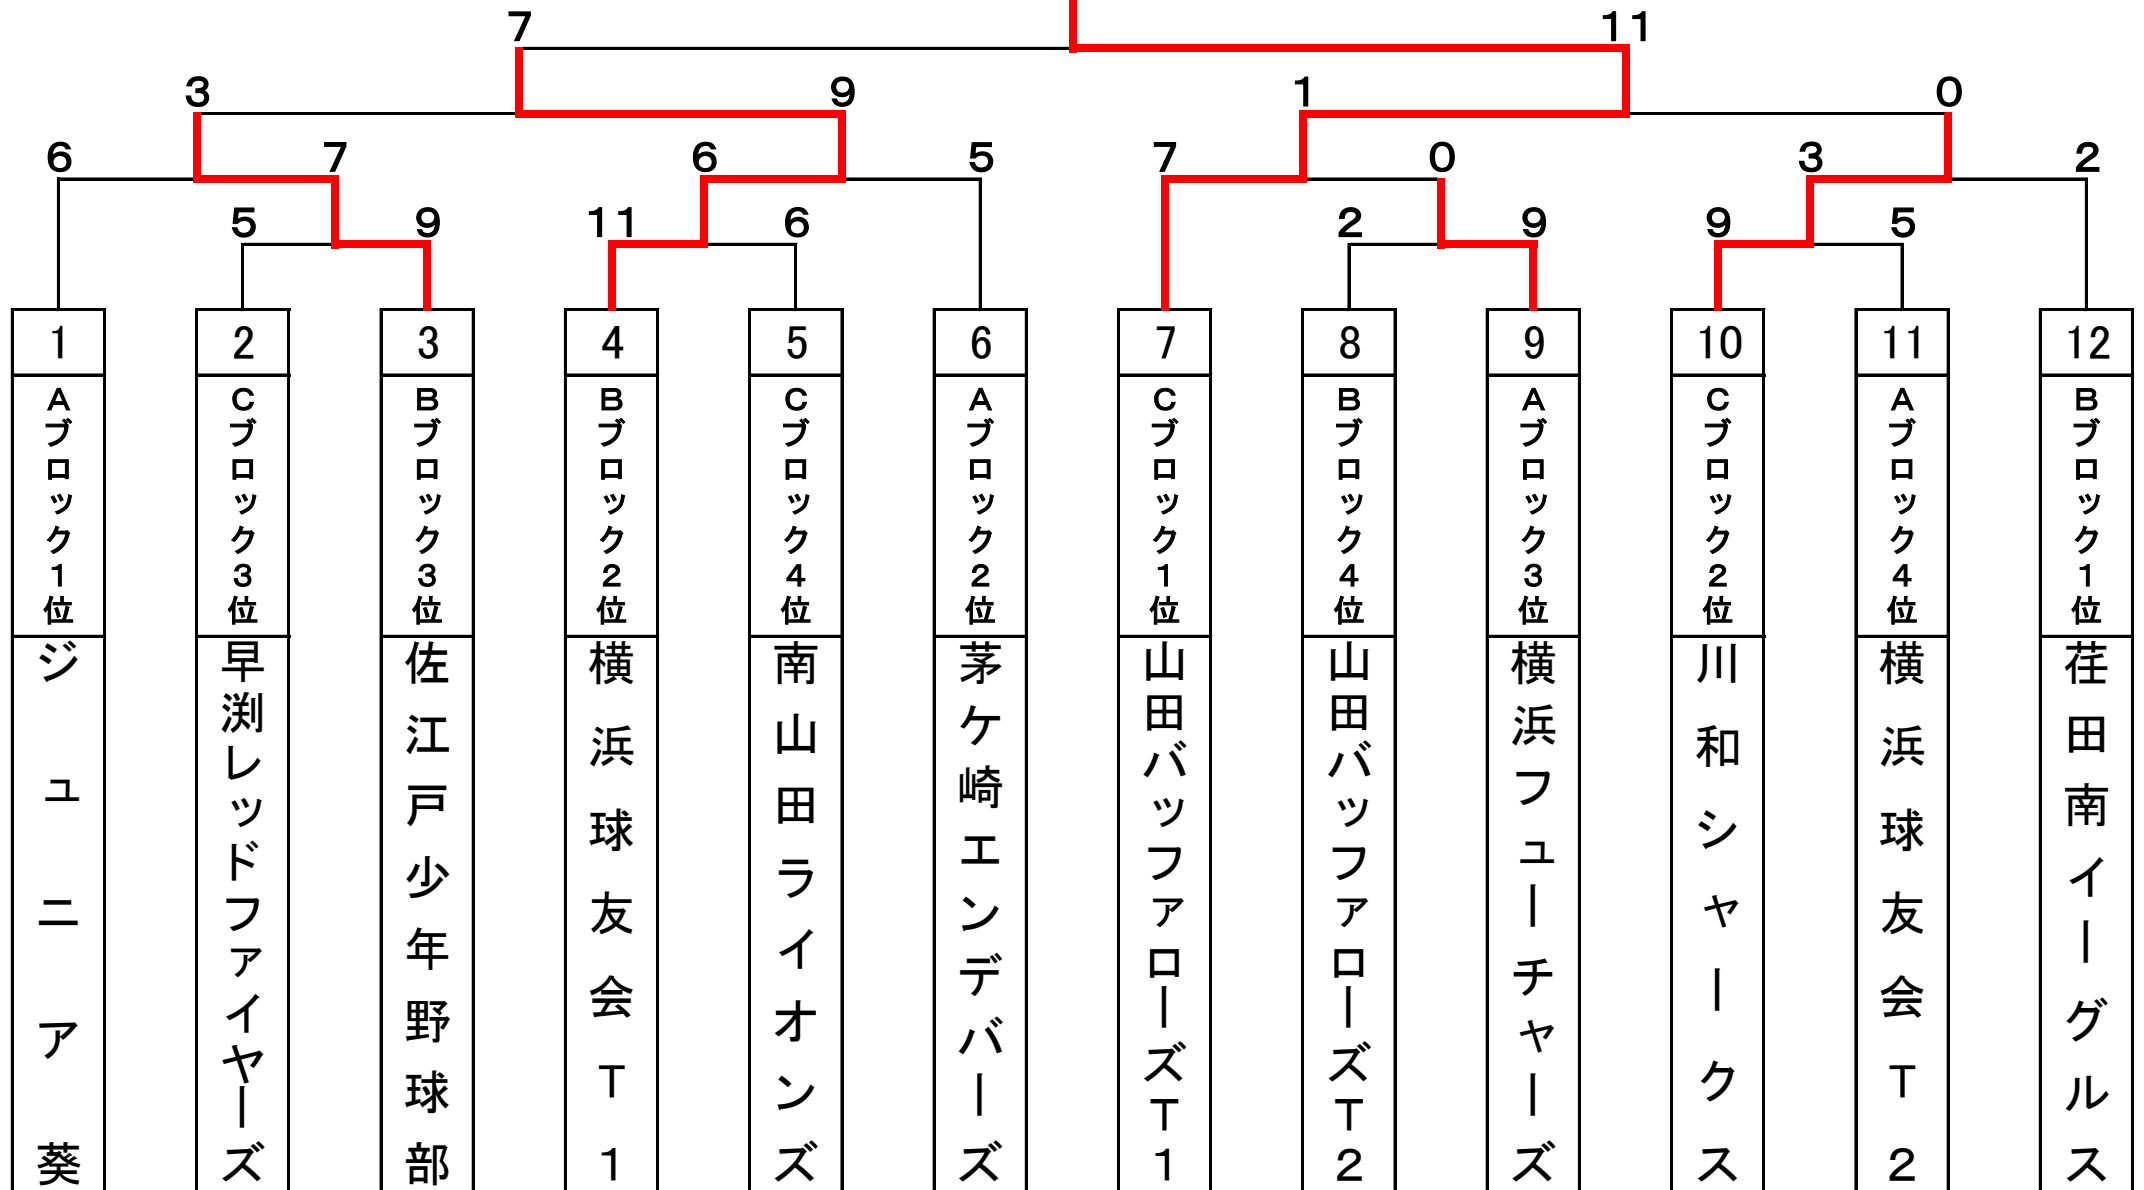 7 11
3 9 1 0
6 7 6 5 7 0 3 2
5 9 11 6 2 9 9 5
1 2 3 4 5 6 7 8 9 10 11 12
Aブロック1位
Cブロック3位
Bブロック3位
Bブロック2位
Cブロック4位
Aブロック2位
Cブロック1位
Bブロック4位
Aブロック3位
Cブロック2位
Aブロック4位
Bブロック1位
ジュニア葵
早渕レッドファイヤーズ
佐江戸少年野球部
横浜球友会T1
南山田ライオンズ
茅ケ崎エンデバーズ
山田バッファローズT1
山田バッファローズT2
横浜フューチャーズ
川和シャークス
横浜球友会T2
荏田南イーグルス